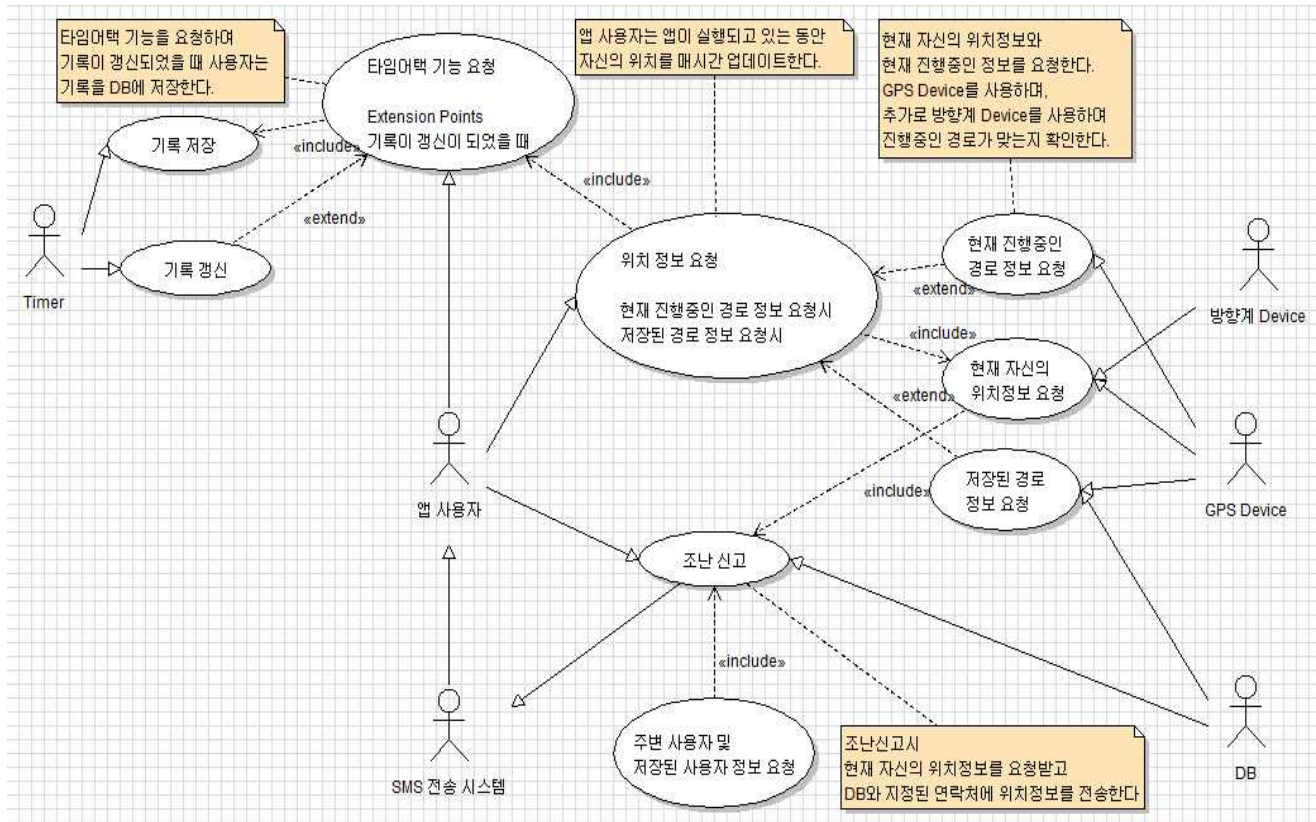 타임어택 기능을 요청하여
기록이 갱신되었을 때 사용자는
기록을 DB에 저장한다.
타임어택 기능 요청
Extension Points
기록이 갱신이 되었을 때
앱 사용자는 앱이 실행되고 있는 동안
자신의 위치를 매시간 업데이트한다.
현재 자신의 위치정보와
현재 진행중인 정보를 요청한다.
GPS Device를 사용하며,
추가로 방향계 Device를 사용하며
진행중인 경로가 맞는지 확인한다.
기록 저장
«include»
«include»
«extend»
기록 갱신
Timer
위치 정보 요청
현재 진행중인 경로 정보 요청시
저장된 경로 정보 요청시
현재 진행중인
경로 정보 요청
«extend»
방향계 Device
«include»
현재 자신의
위치정보 요청
«extend»
앱 사용자
«include»
저장된 경로
정보 요청
GPS Device
조난 신고
«include»
SMS 전송 시스템
주변 사용자 및
저장된 사용자 정보 요청
조난신고시
현재 자신의 위치정보를 요청받고
DB와 지정된 연락처에 위치정보를 전송한다
DB